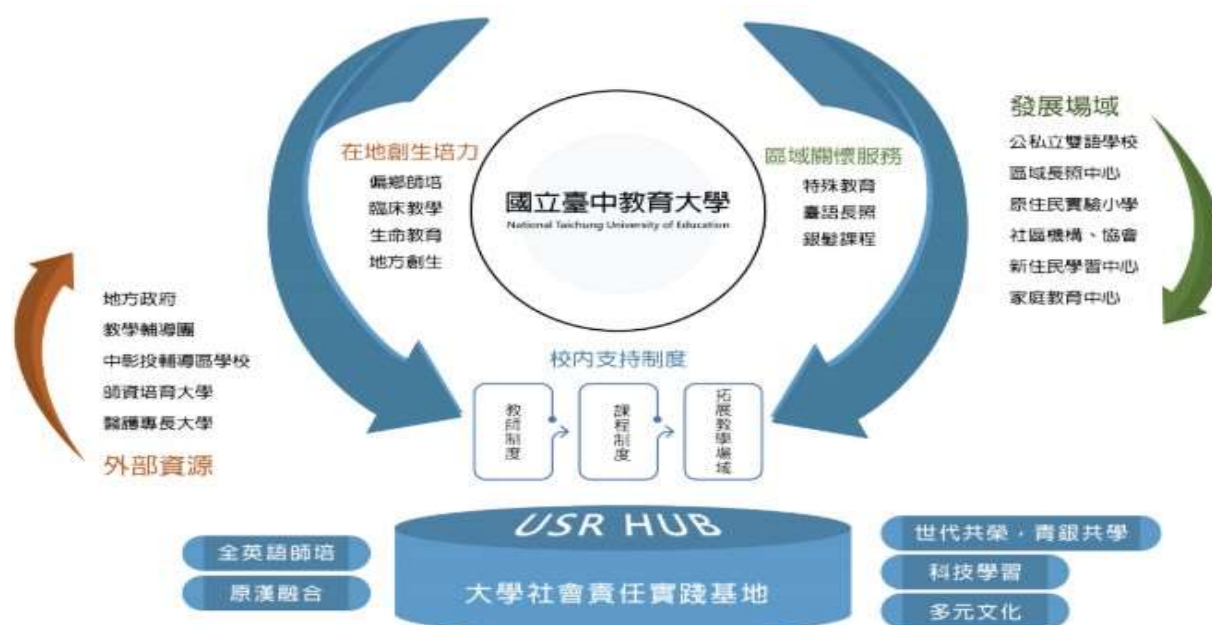 在地創生培力
偏鄉師培
臨床教學
生命教育
地方創生
國立臺中教育大學
National Taichung University of Education
區域關懷服務
特殊教育
臺語長照
銀髮課程
發展場域
公私立雙語學校
區域長照中心
原住民實驗小學
社區機構、協會
新住民學習中心
家庭教育中心
地方政府
教學輔導團
中彰投輔導區學校
師資培育大學
醫護專長大學
外部資源
校內支持制度
教師制度
課程制度
拓展教學場域
USR HUB
大學社會責任實踐基地
全英語師培
原漢融合
世代共榮，青銀共學
科技學習
多元文化